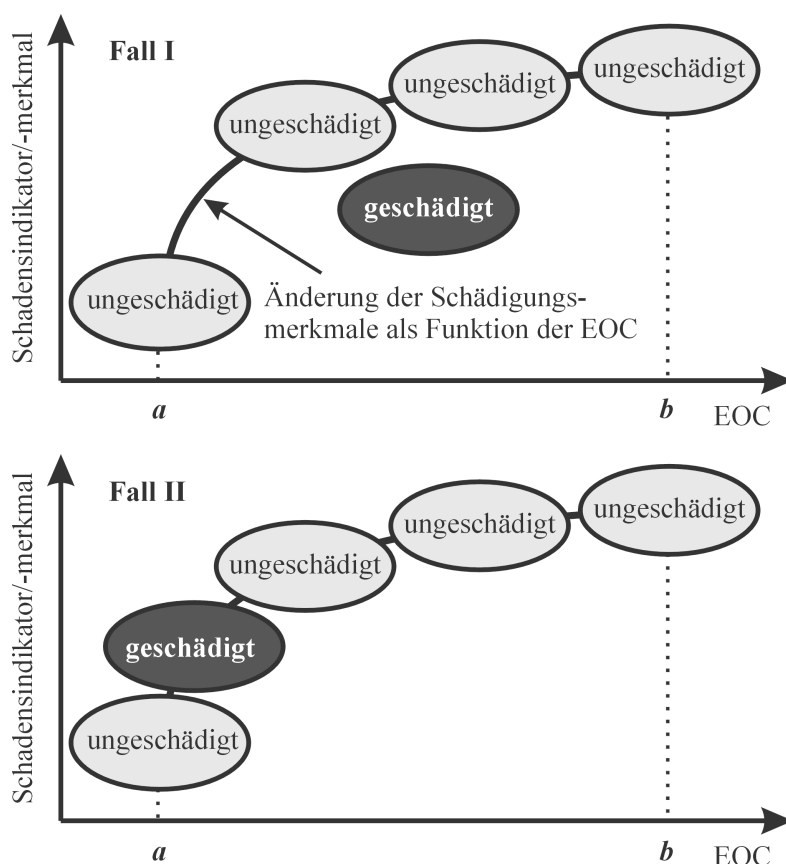 Schadensindikator/-merkmal
Fall I
ungeschädigt
ungeschädigt
ungeschädigt
geschädigt
ungeschädigt
Änderung der Schädigungs-
merkmale als Funktion der EOC
a
b
EOC
Schadensindikator/-merkmal
Fall II
ungeschädigt
ungeschädigt
ungeschädigt
geschädigt
ungeschädigt
a
b
EOC